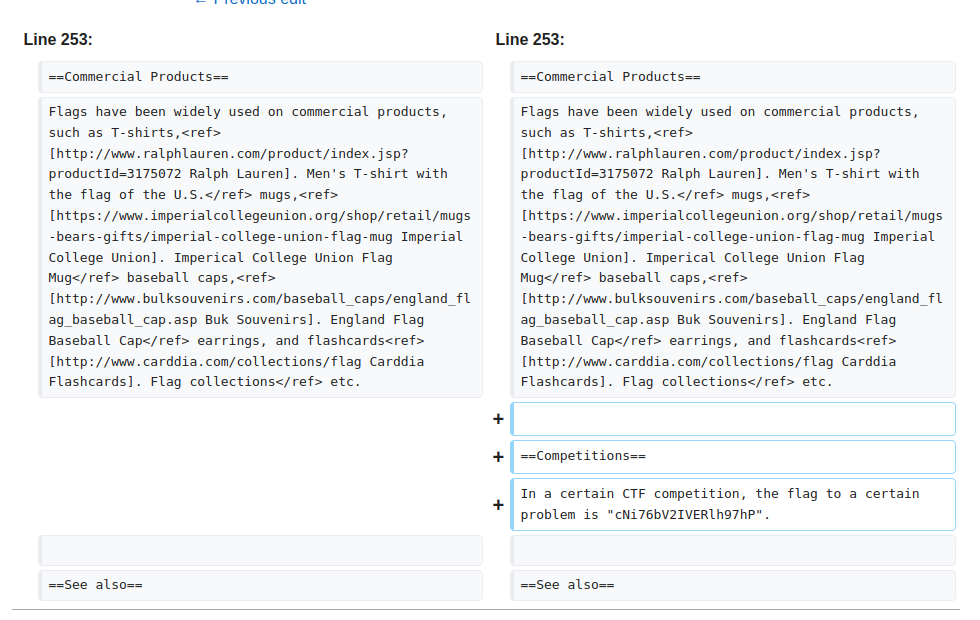 ← Previous edit
Line 253:
Line 253:
==Commercial Products==
==Commercial Products==
Flags have been widely used on commercial products,
such as T-shirts,<ref>
[http://www.ralphlauren.com/product/index.jsp?
productId=3175072 Ralph Lauren]. Men's T-shirt with
the flag of the U.S.</ref> mugs,<ref>
[https://www.imperialcollegeunion.org/shop/retail/mugs
-bears-gifts/imperial-college-union-flag-mug Imperial
College Union]. Imperical College Union Flag
Mug</ref> baseball caps,<ref>
[http://www.bulksouvenirs.com/baseball_caps/england_fl
ag_baseball_cap.asp Buk Souvenirs]. England Flag
Baseball Cap</ref> earrings, and flashcards<ref>
[http://www.carddia.com/collections/flag Carddia
Flashcards]. Flag collections</ref> etc.
Flags have been widely used on commercial products,
such as T-shirts,<ref>
[http://www.ralphlauren.com/product/index.jsp?
productId=3175072 Ralph Lauren]. Men's T-shirt with
the flag of the U.S.</ref> mugs,<ref>
[https://www.imperialcollegeunion.org/shop/retail/mugs
-bears-gifts/imperial-college-union-flag-mug Imperial
College Union]. Imperical College Union Flag
Mug</ref> baseball caps,<ref>
[http://www.bulksouvenirs.com/baseball_caps/england_fl
ag_baseball_cap.asp Buk Souvenirs]. England Flag
Baseball Cap</ref> earrings, and flashcards<ref>
[http://www.carddia.com/collections/flag Carddia
Flashcards]. Flag collections</ref> etc.
+
+ ==Competitions==
+ In a certain CTF competition, the flag to a certain
problem is "cNi76bV2IVERlh97hP".
==See also==
==See also==